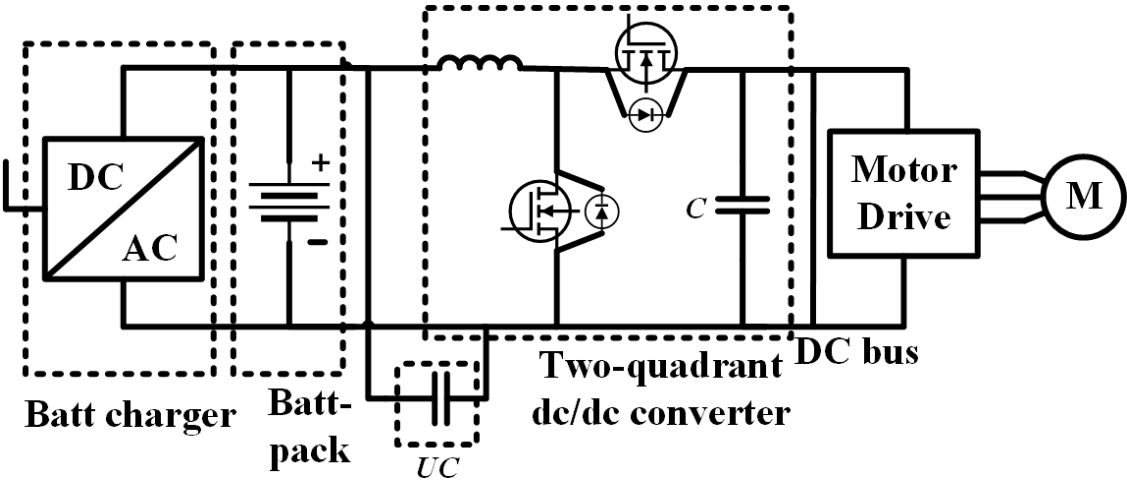 DC
AC
Batt charger
+
−
Batt-
pack
UC
C
Two-quadrant
dc/dc converter
DC bus
Motor
Drive
M